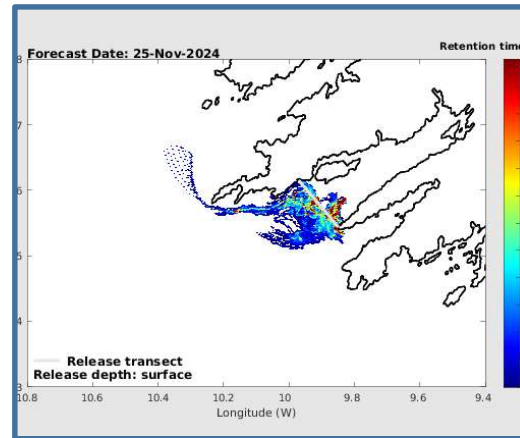 Retention time
Forecast Date: 25-Nov-2024
8
7
6
5
4
3
Release transect
Release depth: surface
10.8 10.6 10.4 10.2 10 9.8 9.6 9.4
Longitude (W)